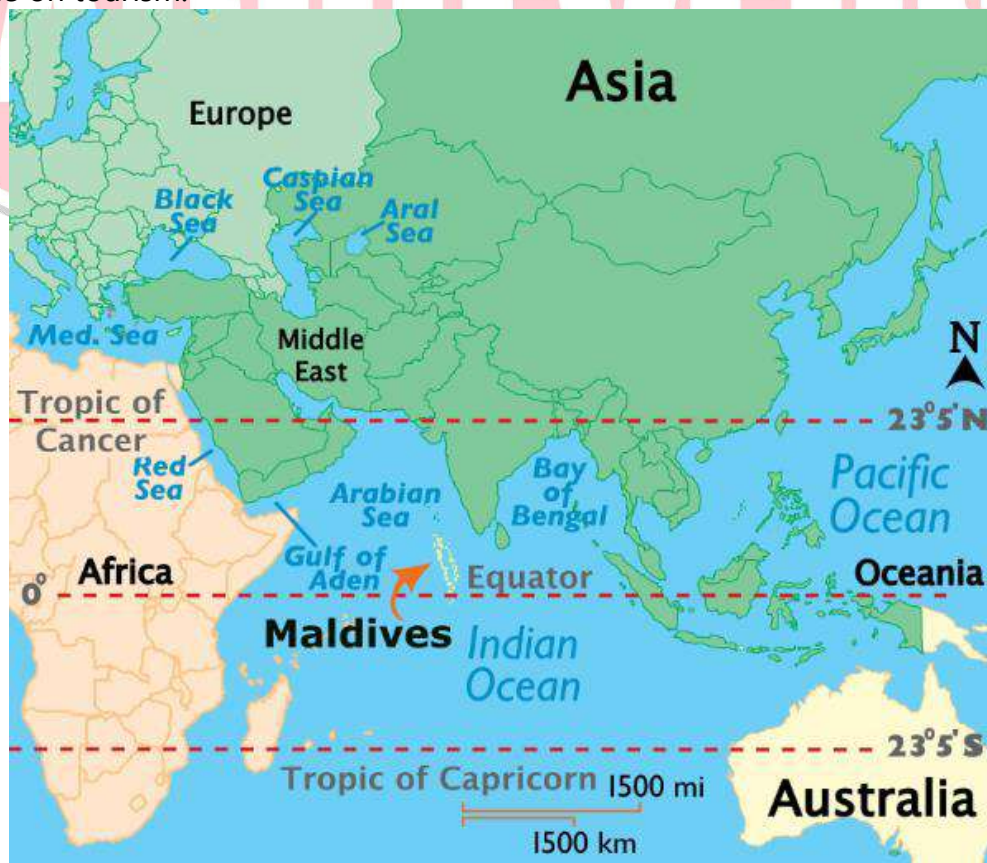 on tourism.
Asia
Europe
Caspian
Sea
Black
Sea
Aral
Sea
Med. Sea
Middle
East
N
Tropic of
Cancer
23°5'N
Red
Sea
Arabian
Sea
Bay
of
Bengal
Pacific
Ocean
Gulf of
Aden
Africa
Equator
Oceania
0°
Maldives
Indian
Ocean
23°5'S
Tropic of Capricorn
1500 mi
1500 km
Australia